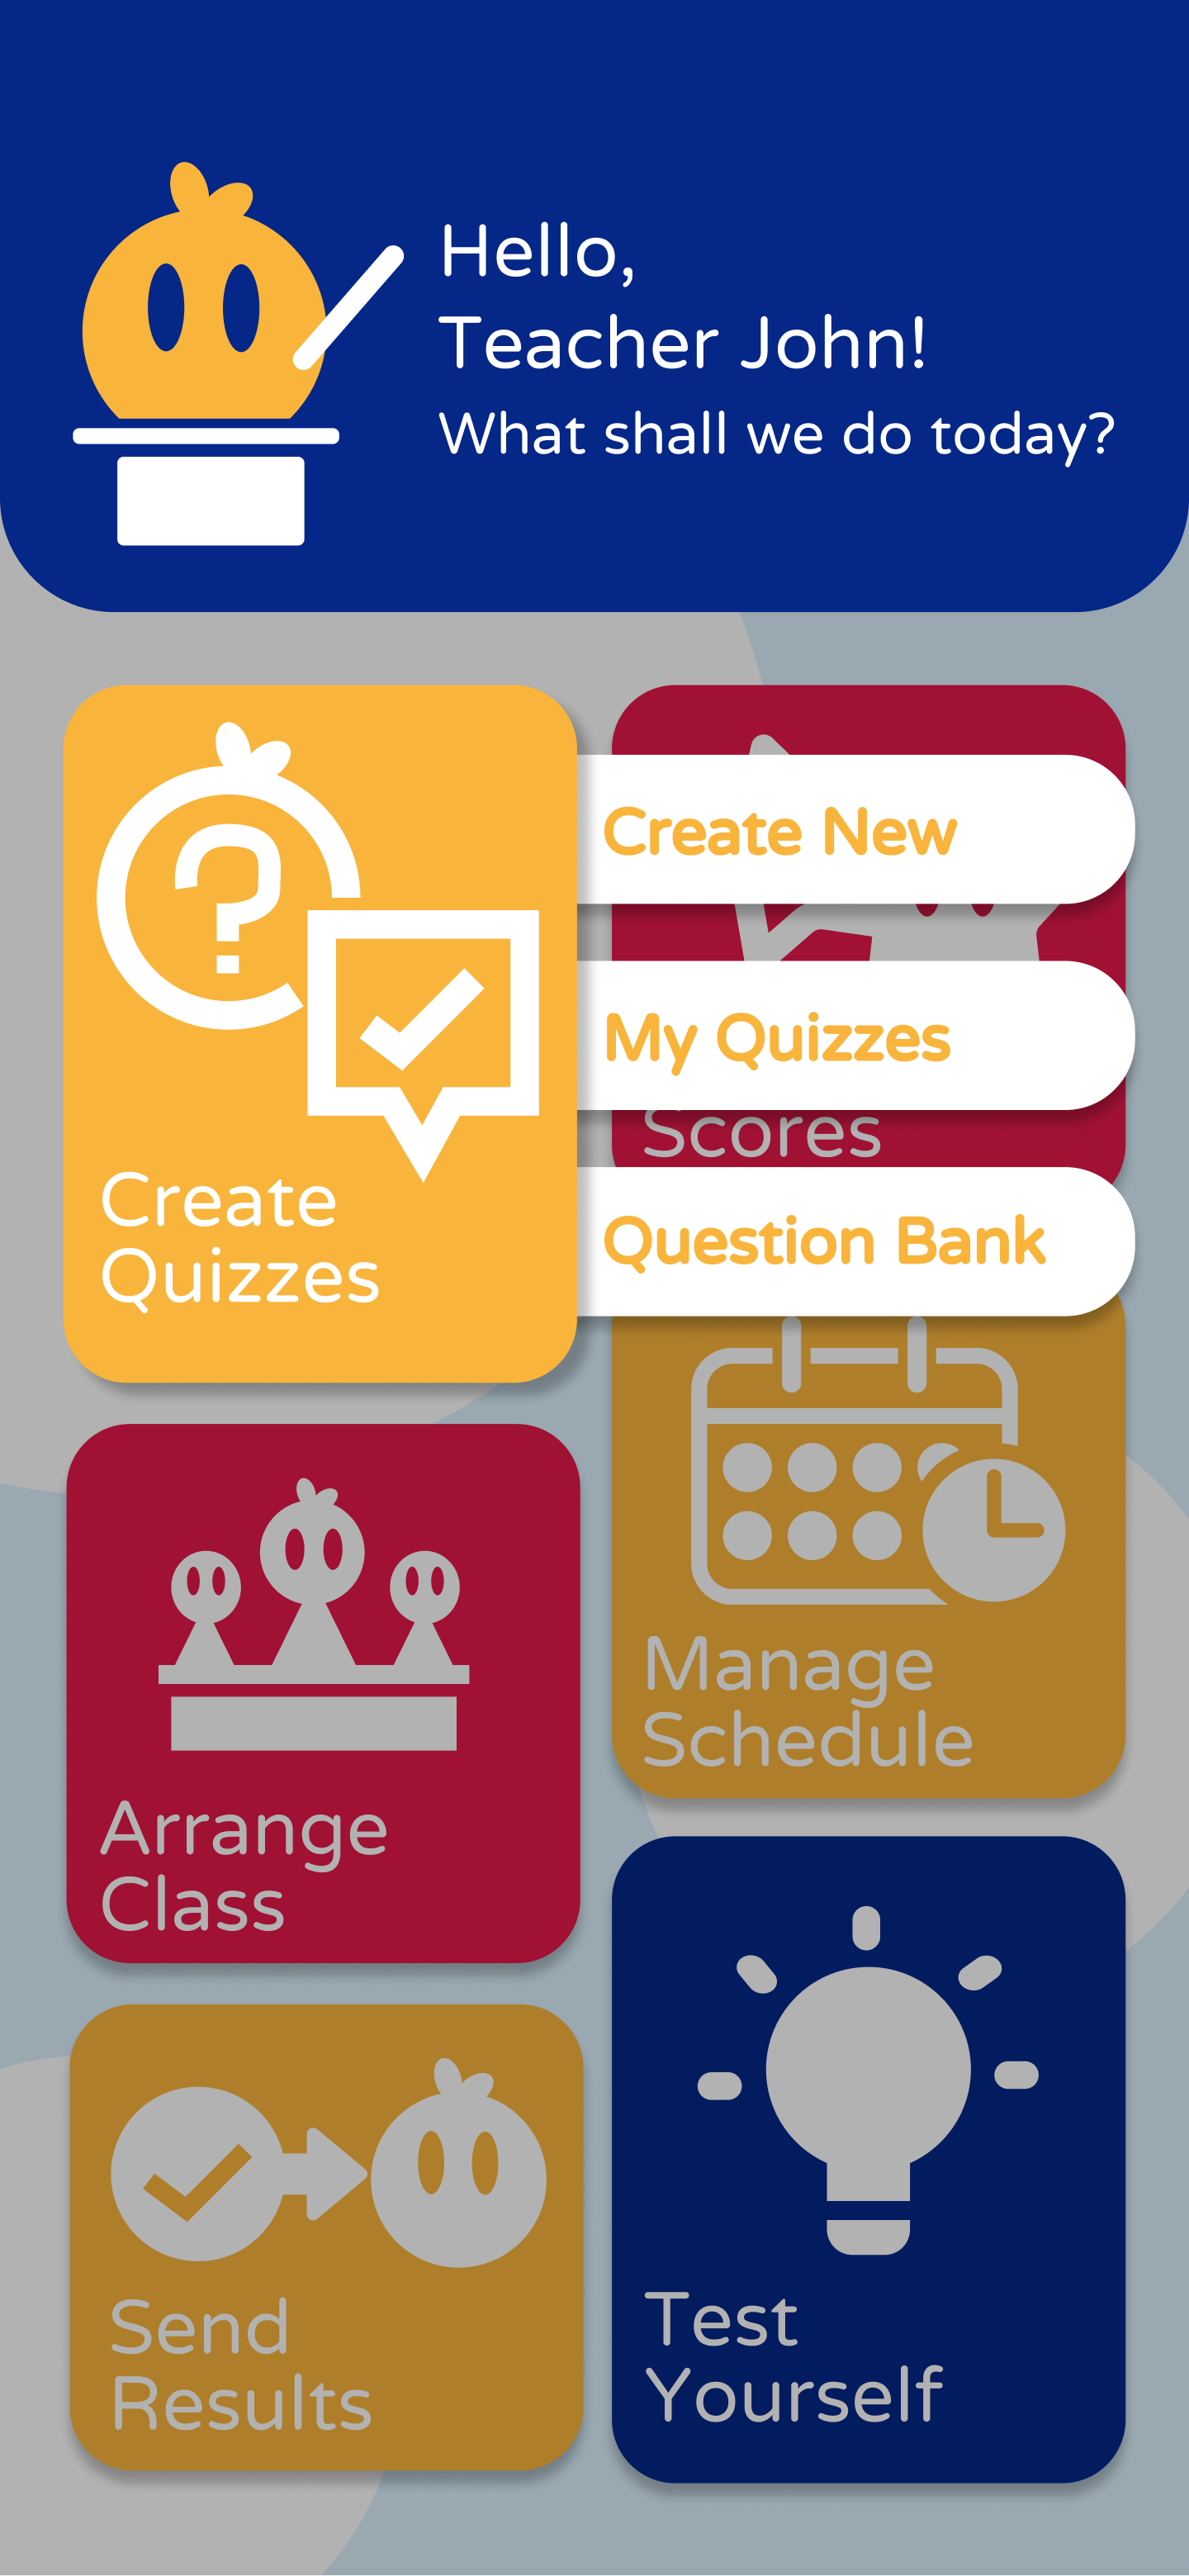 Hello,
Teacher John!
What shall we do today?
Create
Quizzes
Create New
My Quizzes
Scores
Question Bank
Manage
Schedule
Arrange
Class
Send
Results
Test
Yourself